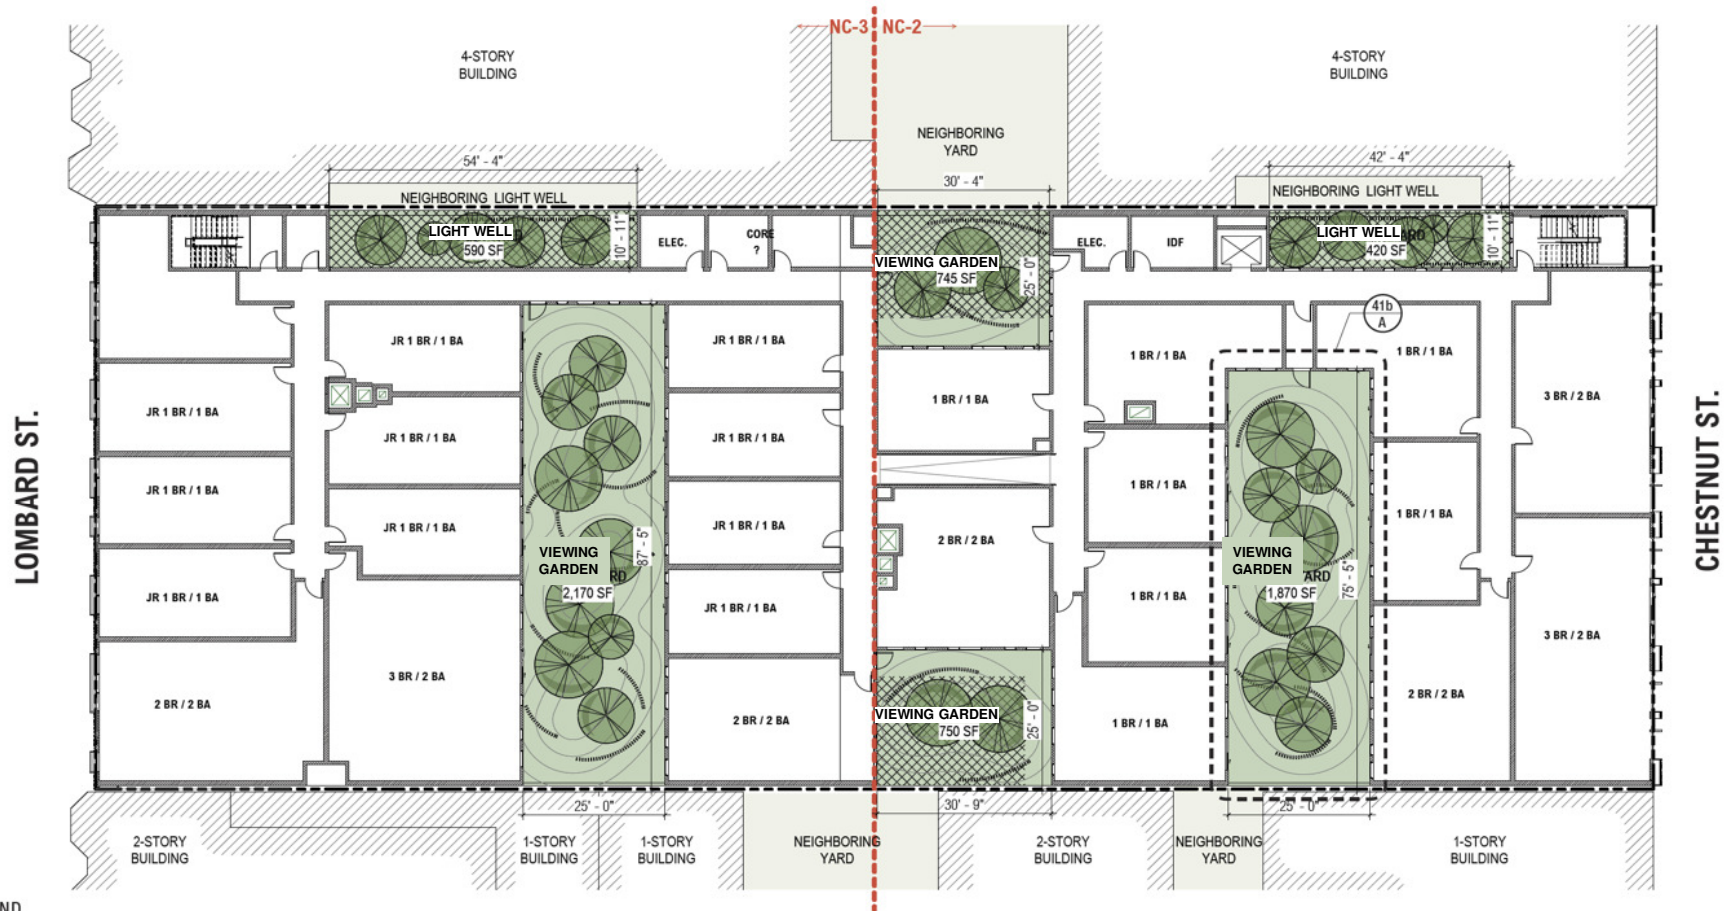 NC-3 NC-2
4-STORY
BUILDING
4-STORY
BUILDING
NEIGHBORING
YARD
54' - 4"
30' - 4"
42' - 4"
NEIGHBORING LIGHT WELL
NEIGHBORING LIGHT WELL
LIGHT WELL
590 SF
10' - 11"
ELEC.
CORE
?
VIEWING GARDEN
745 SF
25' - 0"
ELEC.
IDF
LIGHT WELL
420 SF
10' - 11"
41b
A
JR 1 BR / 1 BA
JR 1 BR / 1 BA
1 BR / 1 BA
1 BR / 1 BA
JR 1 BR / 1 BA
1 BR / 1 BA
3 BR / 2 BA
JR 1 BR / 1 BA
JR 1 BR / 1 BA
LOMBARD ST.
CHESTNUT ST.
JR 1 BR / 1 BA
1 BR / 1 BA
JR 1 BR / 1 BA
JR 1 BR / 1 BA
1 BR / 1 BA
2 BR / 2 BA
VIEWING
GARDEN
2,170 SF
87' - 5"
VIEWING
GARDEN
1,870 SF
75' - 5"
JR 1 BR / 1 BA
JR 1 BR / 1 BA
1 BR / 1 BA
3 BR / 2 BA
3 BR / 2 BA
2 BR / 2 BA
2 BR / 2 BA
2 BR / 2 BA
VIEWING GARDEN
750 SF
25' - 0"
1 BR / 1 BA
25' - 0"
30' - 9"
25' - 0"
2-STORY
BUILDING
1-STORY
BUILDING
1-STORY
BUILDING
NEIGHBORING
YARD
2-STORY
BUILDING
NEIGHBORING
YARD
1-STORY
BUILDING